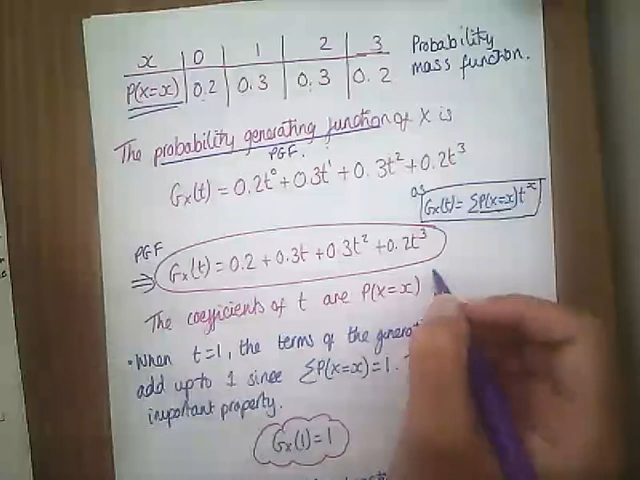 x 0 1 2 3
P(X=x) 0.2 0.3 0.3 0.2
Probability
mass function.
The probability generating function of X is
PGF.
Gx(t) = 0.2t⁰ + 0.3t¹ + 0.3t² + 0.2t³
as
Gx(t) = ΣP(X=x)tˣ
PGF
⇒ Gx(t) = 0.2 + 0.3t + 0.3t² + 0.2t³
The coefficients of t are P(X=x)
• When t=1, the terms of the
add up to 1 since ΣP(X=x)=1.
important property.
Gx(1) = 1